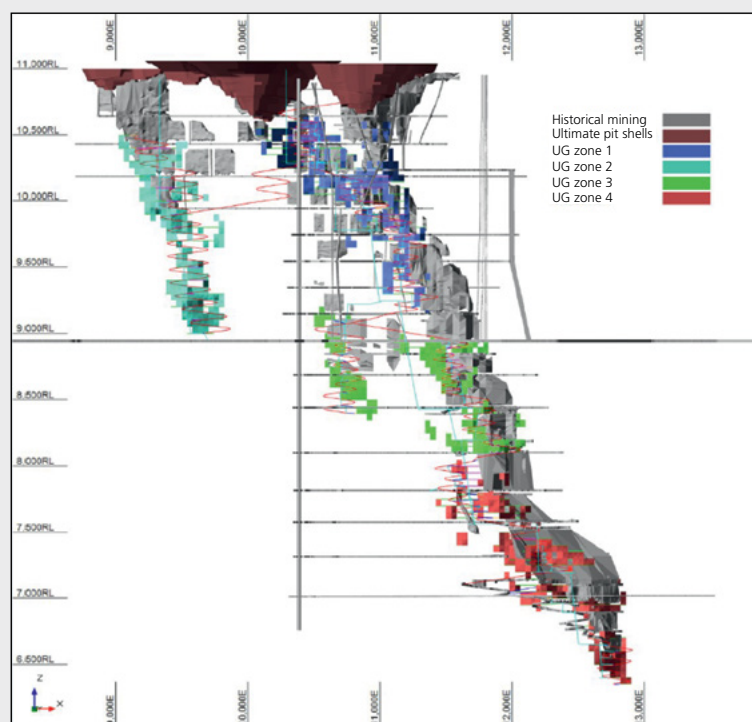 9,000E
10,000E
11,000E
12,000E
13,000E
11,000RL
10,500RL
10,000RL
9,500RL
9,000RL
8,500RL
8,000RL
7,500RL
7,000RL
6,500RL
Historical mining
Ultimate pit shells
UG zone 1
UG zone 2
UG zone 3
UG zone 4
Z
X
10,000E
11,000E
12,000E
13,000E